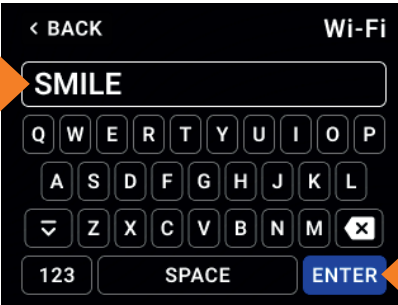 < BACK Wi-Fi
SMILE
Q W E R T Y U I O P
A S D F G H J K L
Z X C V B N M
123 SPACE ENTER